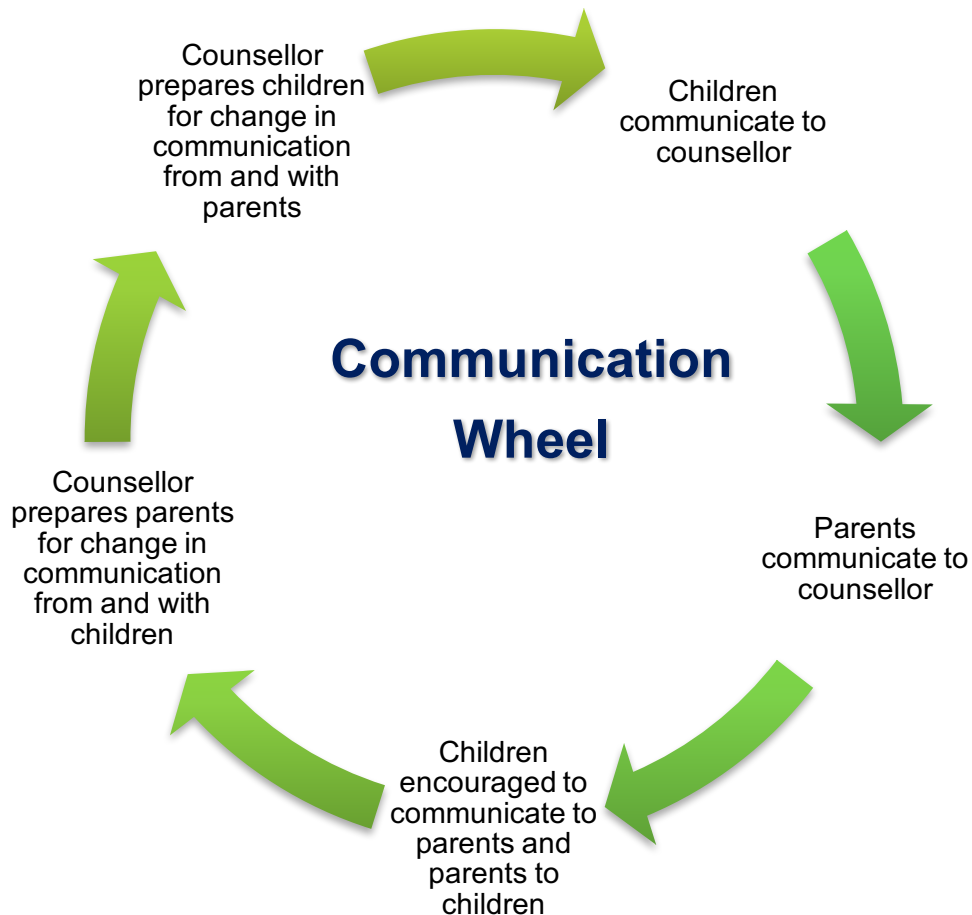 Counsellor
prepares children
for change in
communication
from and with
parents
Children
communicate to
counsellor
Communication
Wheel
Parents
communicate to
counsellor
Children
encouraged to
communicate to
parents and
parents to
children
Counsellor
prepares parents
for change in
communication
from and with
children